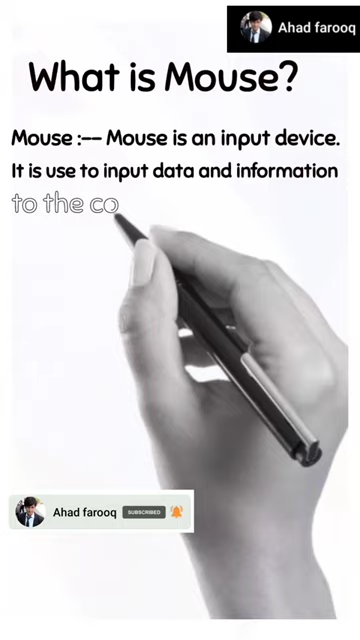 Ahad farooq
What is Mouse?
Mouse :-- Mouse is an input device.
It is use to input data and information
to the co
Ahad farooq SUBSCRIBED